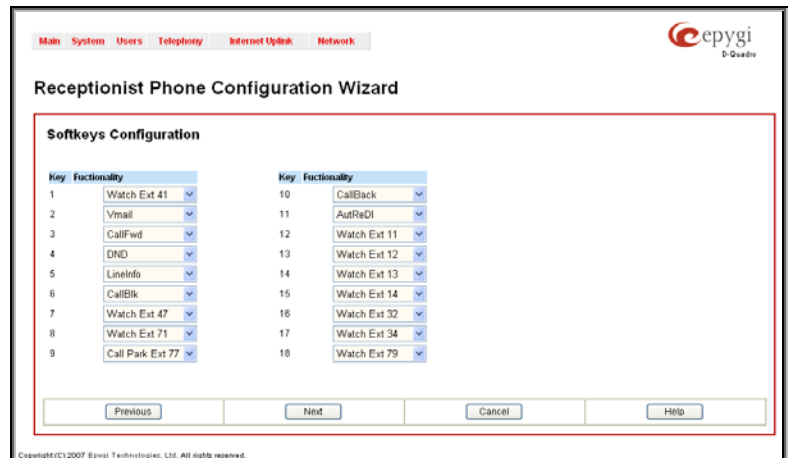 Main System Users Telephony Internet Uplink Network
epygi
D-Quadro
Receptionist Phone Configuration Wizard
Softkeys Configuration
Key Fuctionality
1 Watch Ext 41
2 Vmail
3 CallFwd
4 DND
5 LineInfo
6 CallBlk
7 Watch Ext 47
8 Watch Ext 71
9 Call Park Ext 77
Key Fuctionality
10 CallBack
11 AutReDl
12 Watch Ext 11
13 Watch Ext 12
14 Watch Ext 13
15 Watch Ext 14
16 Watch Ext 32
17 Watch Ext 34
18 Watch Ext 79
Previous Next Cancel Help
Copyright (C) 2007 Epygi Technologies, Ltd. All rights reserved.